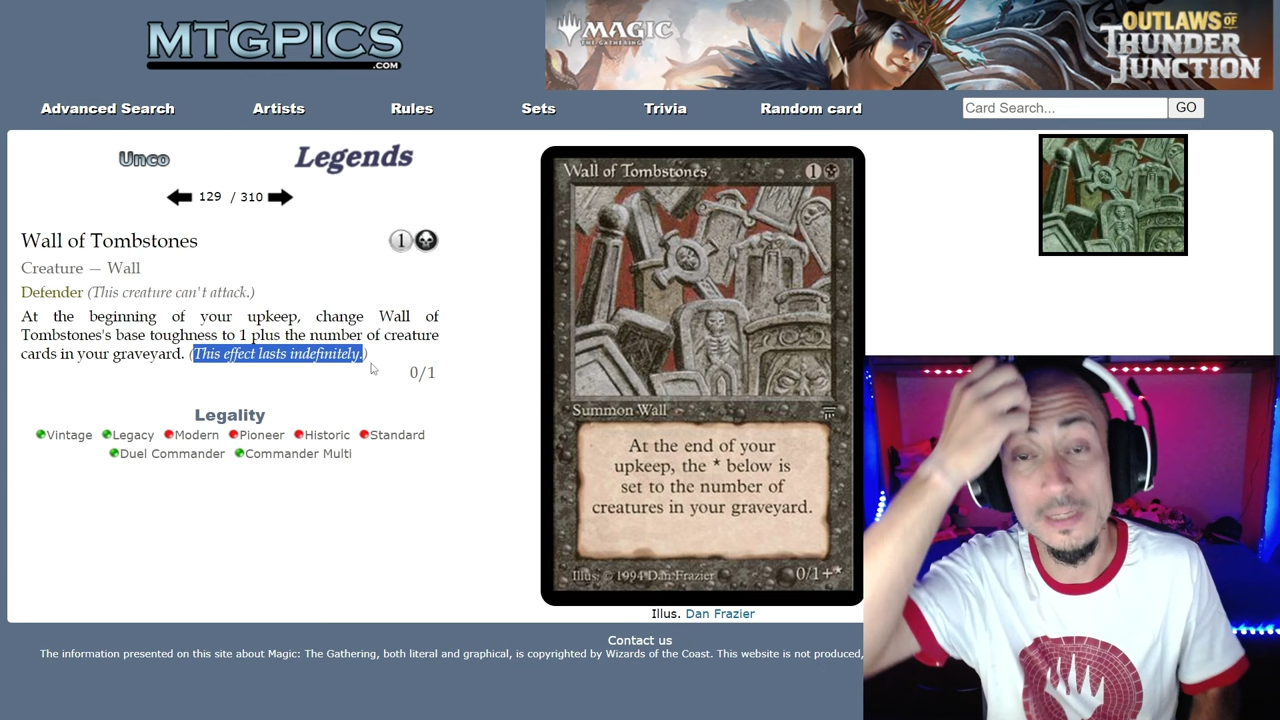 MTGPICS
.COM
MAGIC
THE GATHERING
OUTLAWS OF
THUNDER
JUNCTION
Advanced Search Artists Rules Sets Trivia Random card Card Search... GO
Unco Legends
129 / 310
Wall of Tombstones 1
Creature — Wall
Defender (This creature can't attack.)
At the beginning of your upkeep, change Wall of
Tombstones's base toughness to 1 plus the number of creature
cards in your graveyard. (This effect lasts indefinitely.)
0/1
Legality
Vintage Legacy Modern Pioneer Historic Standard
Duel Commander Commander Multi
Wall of Tombstones 1
Summon Wall
At the end of your
upkeep, the * below is
set to the number of
creatures in your graveyard.
Illus. © 1994 Dan Frazier 0/1+*
Illus. Dan Frazier
Contact us
The information presented on this site about Magic: The Gathering, both literal and graphical, is copyrighted by Wizards of the Coast. This website is not produced,